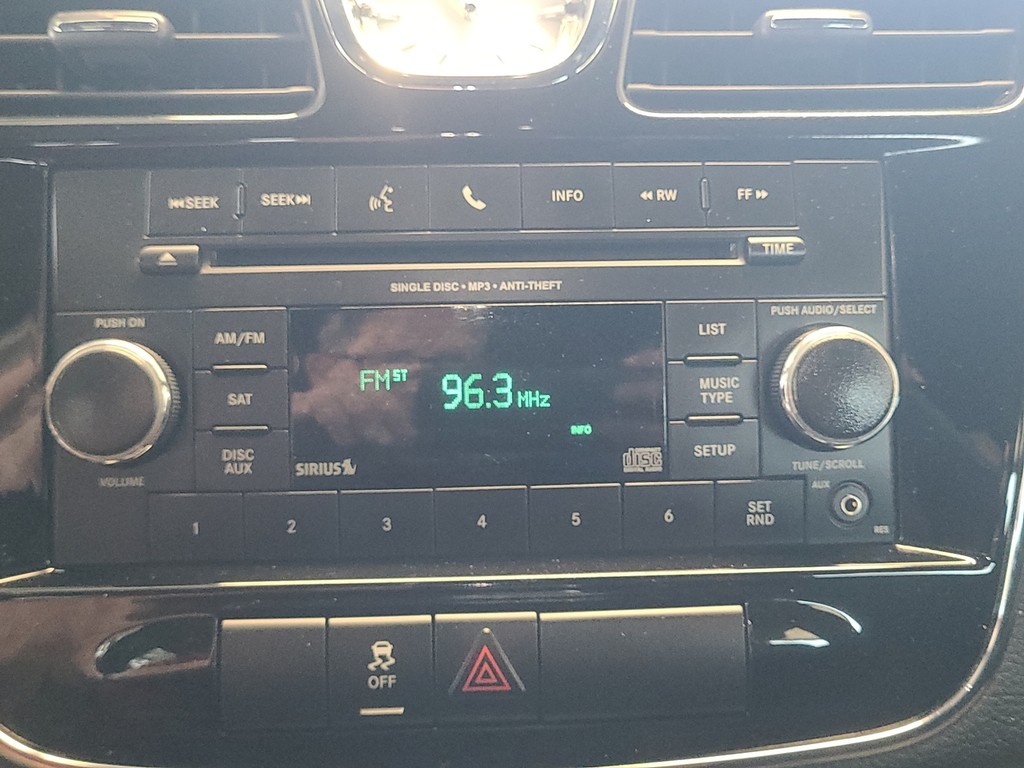 SEEK
SEEK
INFO
RW
FF
TIME
SINGLE DISC • MP3 • ANTI-THEFT
PUSH ON
PUSH AUDIO/SELECT
AM/FM
LIST
FM ST 96.3 MHz
SAT
MUSIC
TYPE
INFO
DISC
AUX
SETUP
SIRIUS
disc
VOLUME
TUNE/SCROLL
AUX
1
2
3
4
5
6
SET
RND
RES
OFF